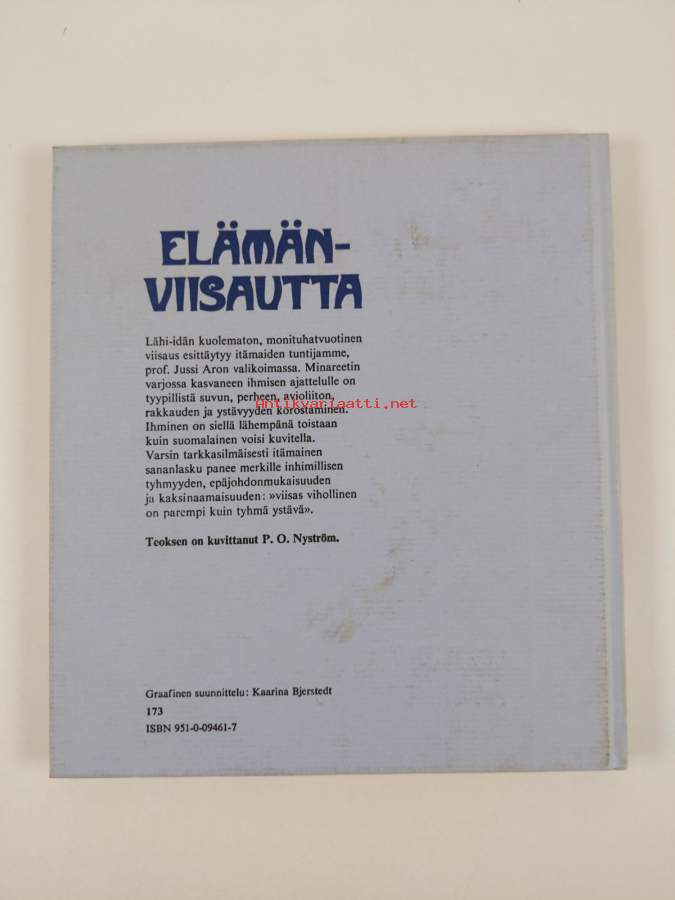 ELÄMÄN-
VIISAUTTA
Lähi-idän kuolematon, monituhatvuotinen
viisaus esittäytyy itämaiden tuntijamme,
prof. Jussi Aron valikoimassa. Minareetin
varjossa kasvaneen ihmisen ajattelulle on
tyypillistä suvun, perheen, avioliiton,
Antikvariaatti.net
rakkauden ja ystävyyden korostaminen.
Ihminen on siellä lähempänä toistaan
kuin suomalainen voisi kuvitella.
Varsin tarkkasilmäisesti itämainen
sananlasku panee merkille inhimillisen
tyhmyyden, epäjohdonmukaisuuden
ja kaksinaamaisuuden: »viisas vihollinen
on parempi kuin tyhmä ystävä».
Teoksen on kuvittanut P. O. Nyström.
Graafinen suunnittelu: Kaarina Bjerstedt
173
ISBN 951-0-09461-7